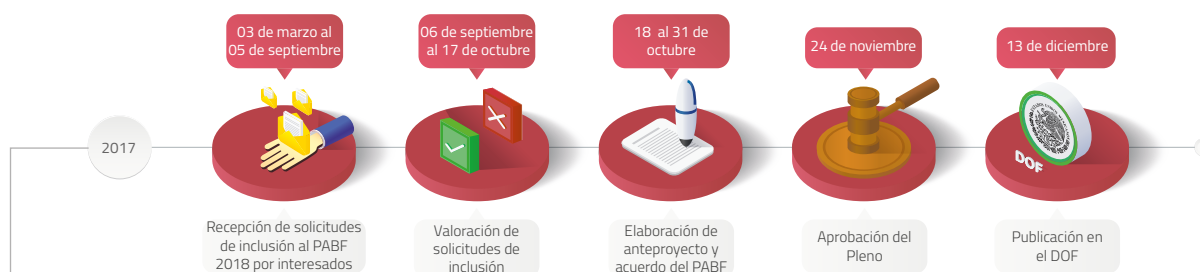 2017
03 de marzo al
05 de septiembre
Recepción de solicitudes
de inclusión al PABF
2018 por interesados
06 de septiembre
al 17 de octubre
Valoración de
solicitudes de
inclusión
18 al 31 de
octubre
Elaboración de
anteproyecto y
acuerdo del PABF
24 de noviembre
Aprobación del
Pleno
13 de diciembre
DOF
Publicación en
el DOF